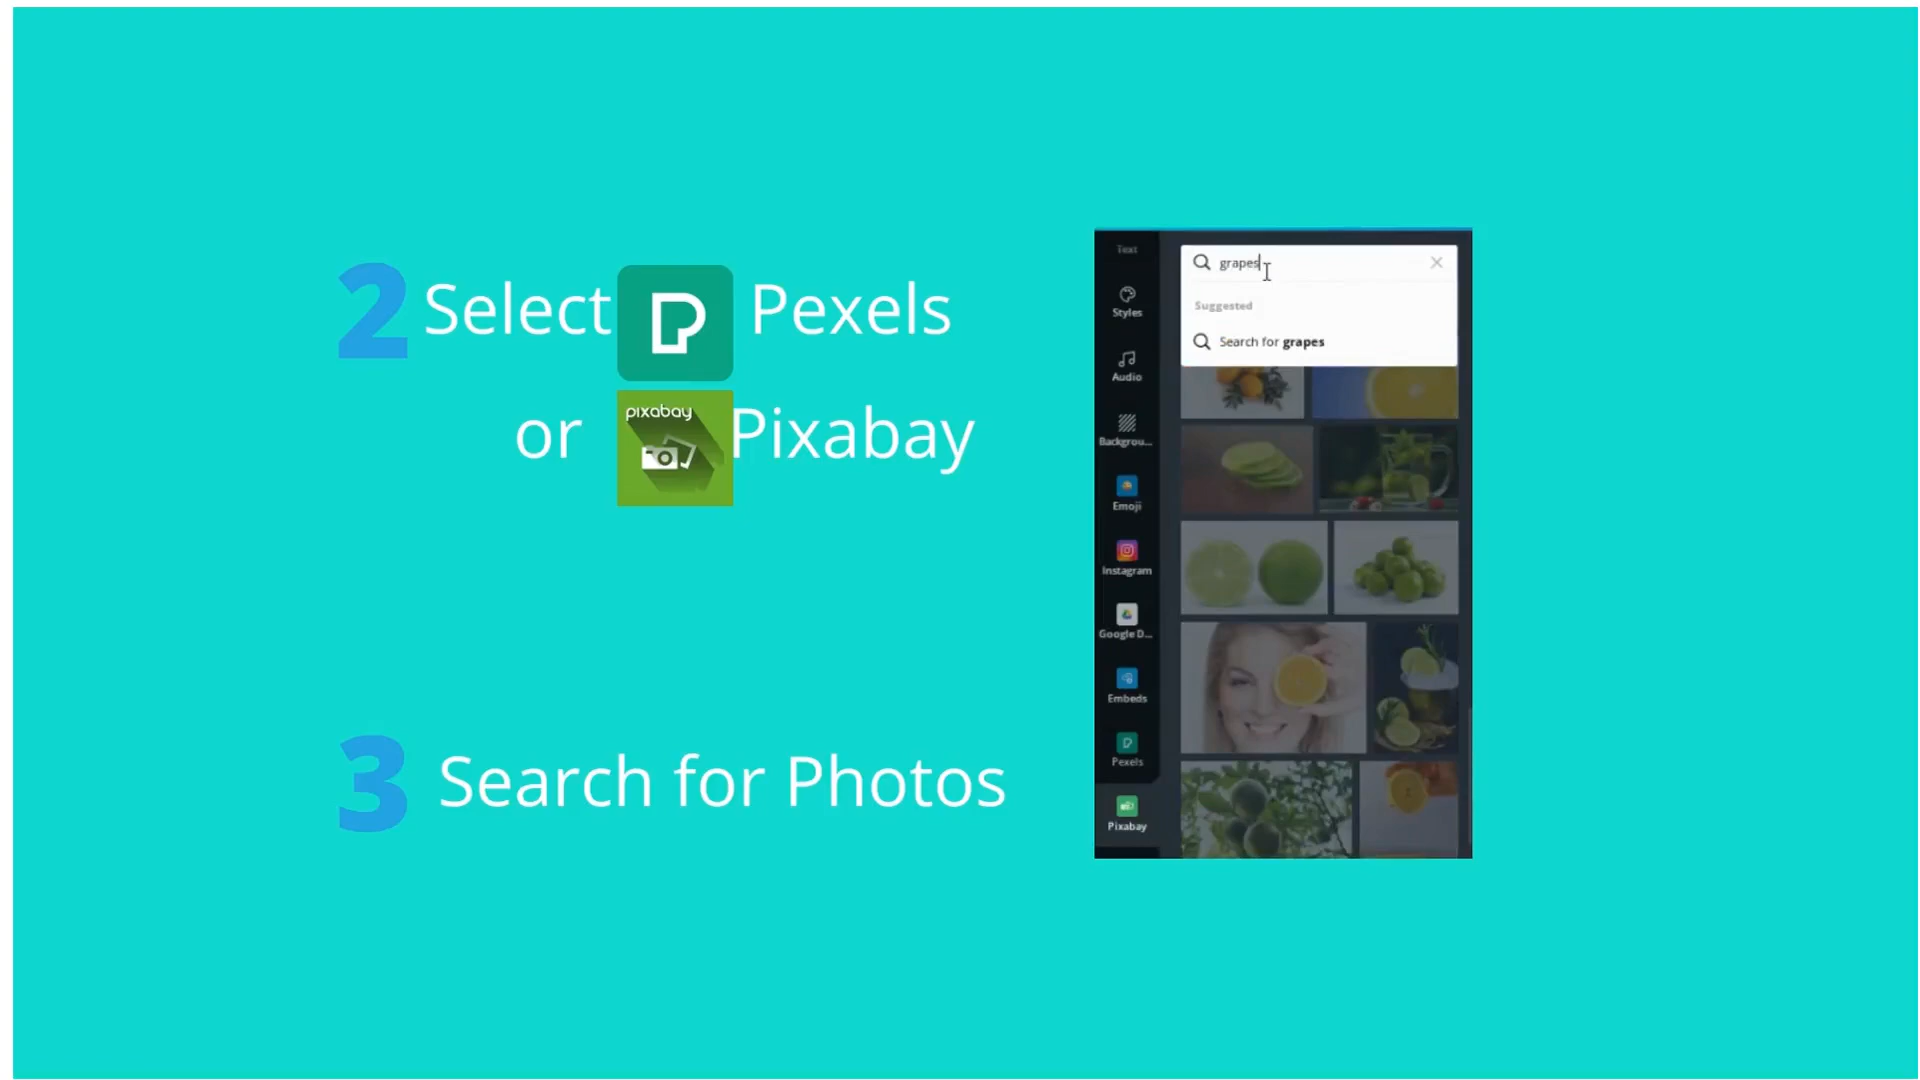 2 Select Pexels
or pixabay Pixabay
3 Search for Photos
Text
Styles
Audio
Backgrou...
Emoji
Instagram
Google D...
Embeds
Pexels
Pixabay
grapes
Suggested
Search for grapes